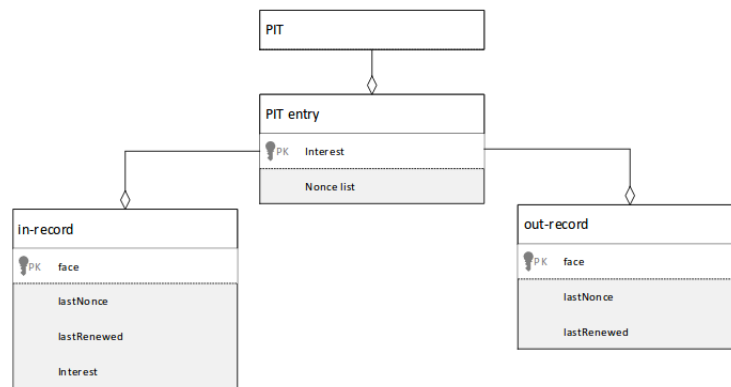 PIT
PIT entry
PK Interest
Nonce list
in-record
PK face
lastNonce
lastRenewed
Interest
out-record
PK face
lastNonce
lastRenewed